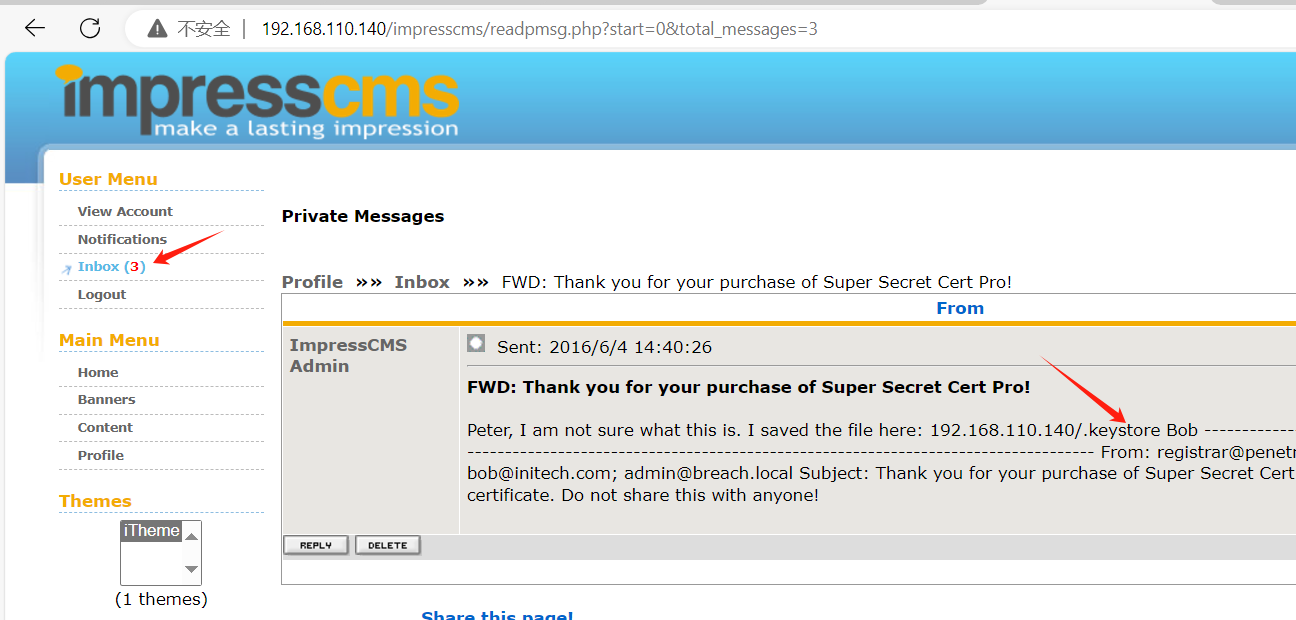 不安全 | 192.168.110.140/impresscms/readpmsg.php?start=0&total_messages=3
impresscms
make a lasting impression
User Menu
View Account
Notifications
Inbox (3)
Logout
Main Menu
Home
Banners
Content
Profile
Themes
iTheme
(1 themes)
Private Messages
Profile »» Inbox »» FWD: Thank you for your purchase of Super Secret Cert Pro!
From
ImpressCMS
Admin
Sent: 2016/6/4 14:40:26
FWD: Thank you for your purchase of Super Secret Cert Pro!
Peter, I am not sure what this is. I saved the file here: 192.168.110.140/.keystore Bob -------------
--------------------------------------------------------------------------- From: registrar@penetr
bob@initech.com; admin@breach.local Subject: Thank you for your purchase of Super Secret Cert
certificate. Do not share this with anyone!
REPLY DELETE
Share this page!